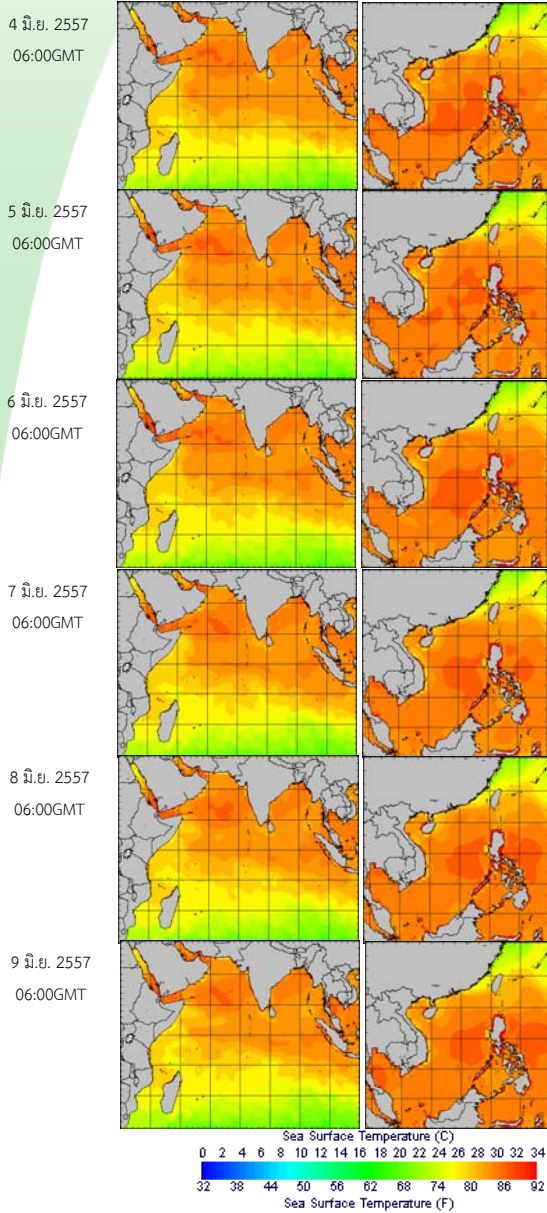 4 มิ.ย. 2557
06:00GMT
5 มิ.ย. 2557
06:00GMT
6 มิ.ย. 2557
06:00GMT
7 มิ.ย. 2557
06:00GMT
8 มิ.ย. 2557
06:00GMT
9 มิ.ย. 2557
06:00GMT
Sea Surface Temperature (C)
0 2 4 6 8 10 12 14 16 18 20 22 24 26 28 30 32 34
32 38 44 50 56 62 68 74 80 86 92
Sea Surface Temperature (F)